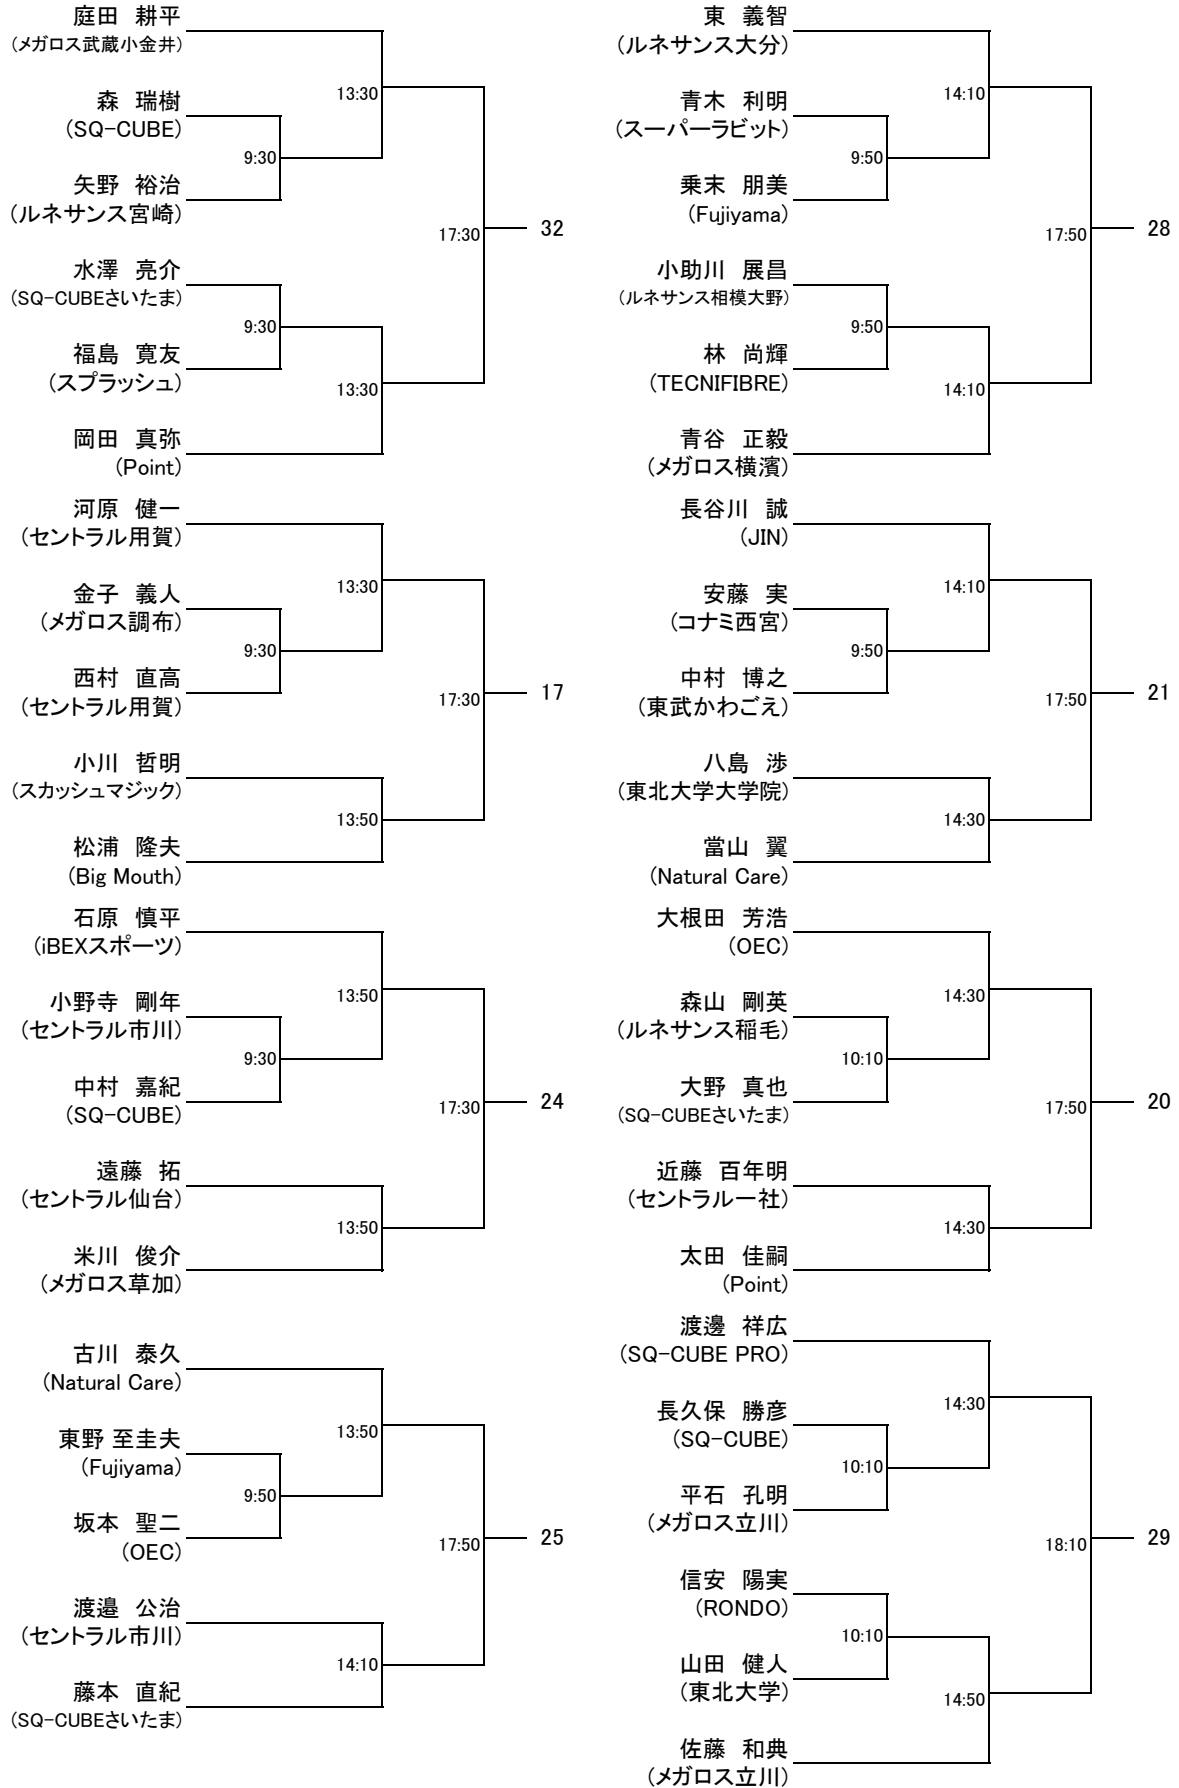 庭田 耕平
(メガロス武蔵小金井)
13:30
森 瑞樹
(SQ-CUBE)
9:30
矢野 裕治
(ルネサンス宮崎)
17:30
32
水澤 亮介
(SQ-CUBEさいたま)
9:30
福島 寛友
(スプラッシュ)
13:30
岡田 真弥
(Point)
河原 健一
(セントラル用賀)
13:30
金子 義人
(メガロス調布)
9:30
西村 直高
(セントラル用賀)
17:30
17
小川 哲明
(スカッシュマジック)
13:50
松浦 隆夫
(Big Mouth)
石原 慎平
(iBEXスポーツ)
13:50
小野寺 剛年
(セントラル市川)
9:30
中村 嘉紀
(SQ-CUBE)
17:30
24
遠藤 拓
(セントラル仙台)
13:50
米川 俊介
(メガロス草加)
古川 泰久
(Natural Care)
13:50
東野 至圭夫
(Fujiyama)
9:50
坂本 聖二
(OEC)
17:50
25
渡邉 公治
(セントラル市川)
14:10
藤本 直紀
(SQ-CUBEさいたま)
東 義智
(ルネサンス大分)
14:10
青木 利明
(スーパーラビット)
9:50
乗末 朋美
(Fujiyama)
17:50
28
小助川 展昌
(ルネサンス相模大野)
9:50
林 尚輝
(TECNIFIBRE)
14:10
青谷 正毅
(メガロス横濱)
長谷川 誠
(JIN)
14:10
安藤 実
(コナミ西宮)
9:50
中村 博之
(東武かわごえ)
17:50
21
八島 渉
(東北大学大学院)
14:30
當山 翼
(Natural Care)
大根田 芳浩
(OEC)
14:30
森山 剛英
(ルネサンス稲毛)
10:10
大野 真也
(SQ-CUBEさいたま)
17:50
20
近藤 百年明
(セントラル一社)
14:30
太田 佳嗣
(Point)
渡邊 祥広
(SQ-CUBE PRO)
14:30
長久保 勝彦
(SQ-CUBE)
10:10
平石 孔明
(メガロス立川)
18:10
29
信安 陽実
(RONDO)
10:10
山田 健人
(東北大学)
14:50
佐藤 和典
(メガロス立川)